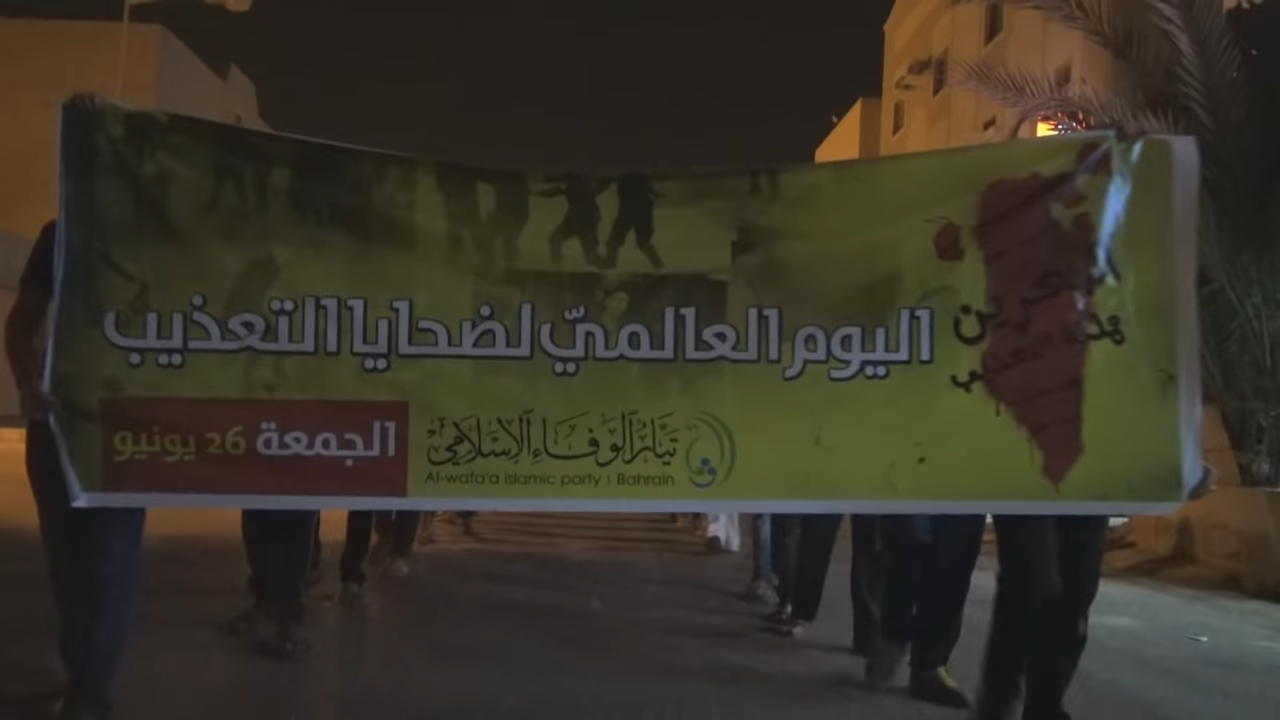 اليوم العالميّ لضحايا التعذيب
تيار الوفاء الإسلامي
Al-wafa'a islamic party | Bahrain
الجمعة 26 يونيو